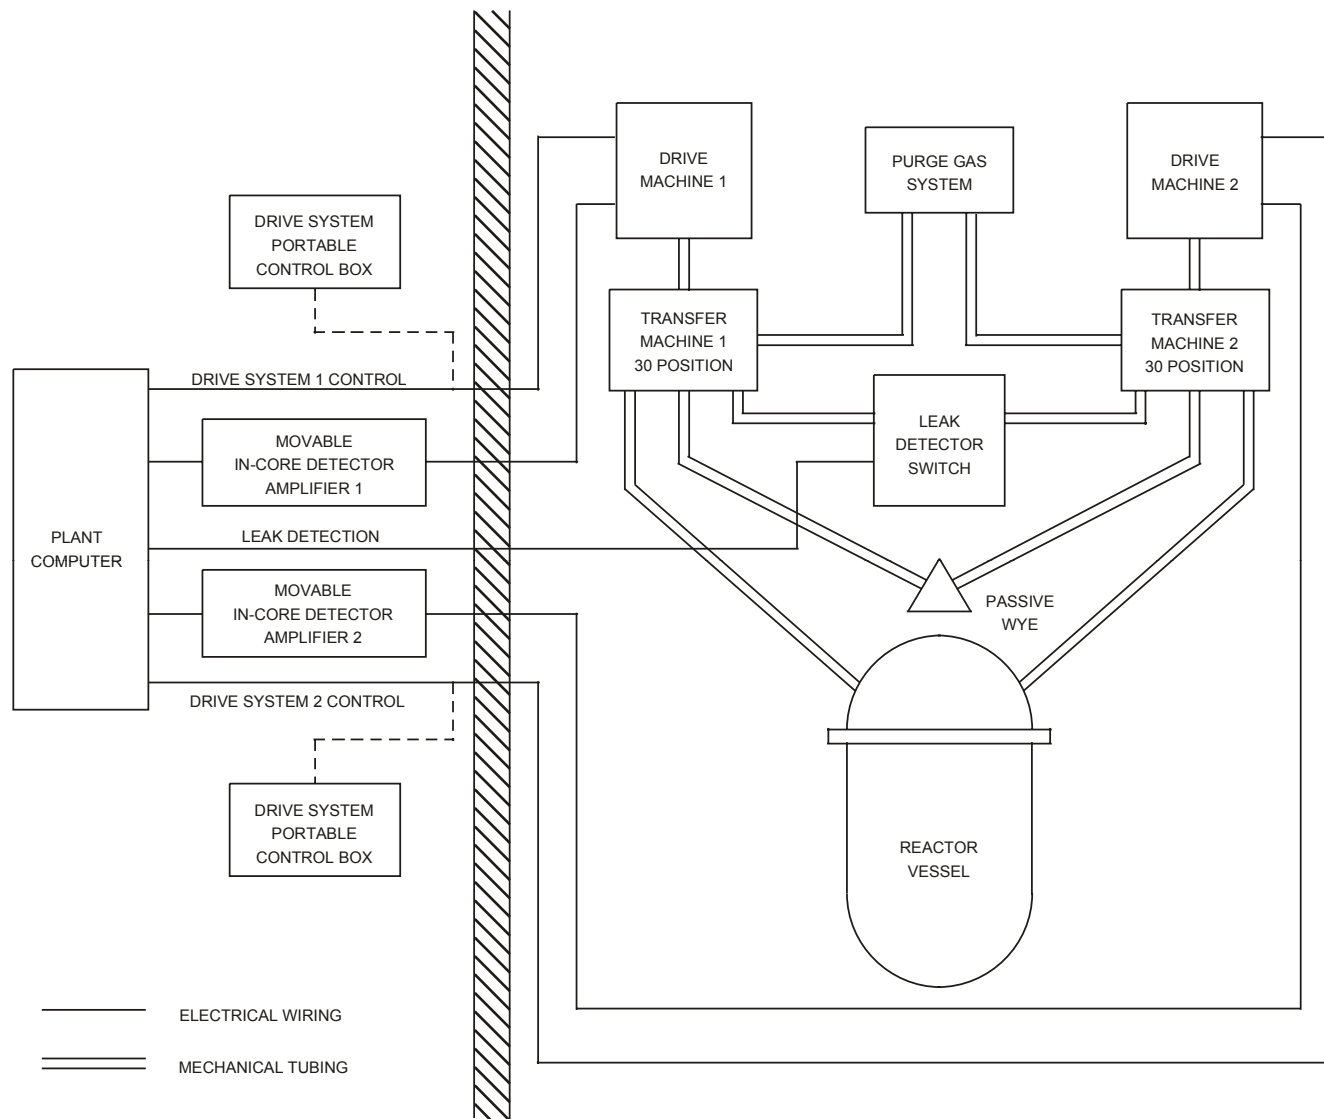 DRIVE
MACHINE 1
PURGE GAS
SYSTEM
DRIVE
MACHINE 2
DRIVE SYSTEM
PORTABLE
CONTROL BOX
TRANSFER
MACHINE 1
30 POSITION
TRANSFER
MACHINE 2
30 POSITION
DRIVE SYSTEM 1 CONTROL
MOVABLE
IN-CORE DETECTOR
AMPLIFIER 1
LEAK
DETECTOR
SWITCH
PLANT
COMPUTER
LEAK DETECTION
MOVABLE
IN-CORE DETECTOR
AMPLIFIER 2
PASSIVE
WYE
DRIVE SYSTEM 2 CONTROL
DRIVE SYSTEM
PORTABLE
CONTROL BOX
REACTOR
VESSEL
ELECTRICAL WIRING
MECHANICAL TUBING